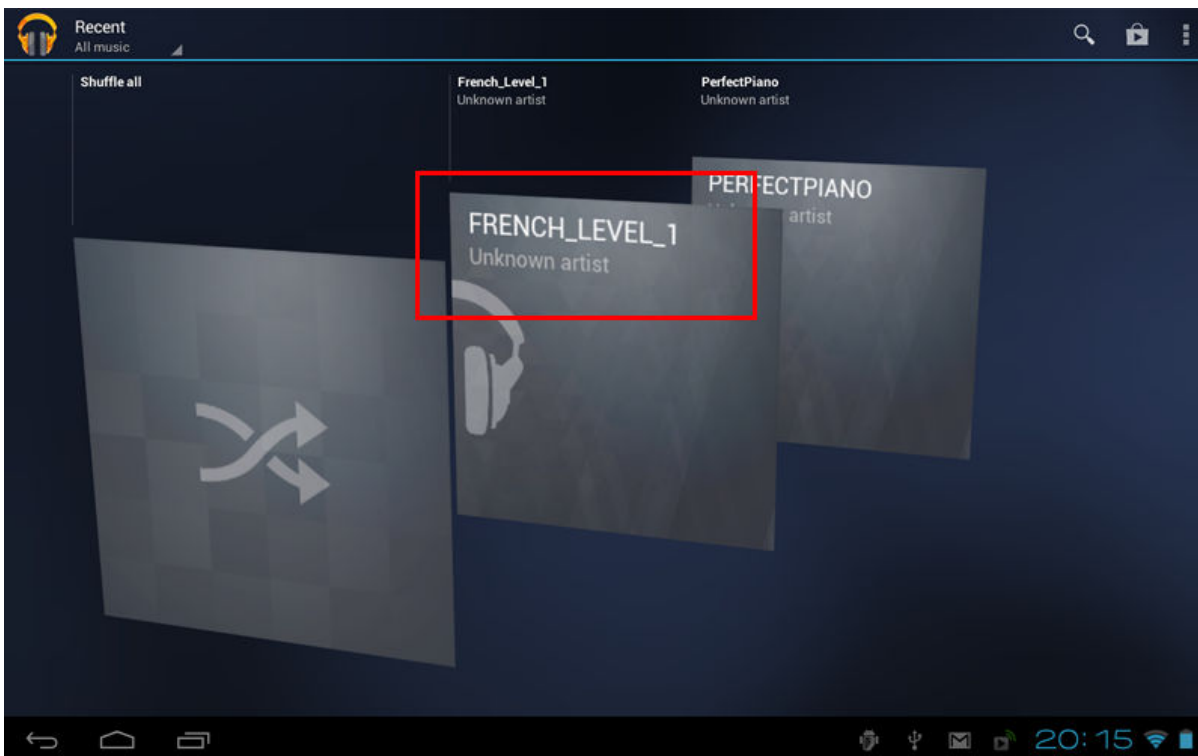 Recent
All music
Shuffle all
French_Level_1
Unknown artist
PerfectPiano
Unknown artist
PERFECTPIANO
artist
FRENCH_LEVEL_1
Unknown artist
20:15